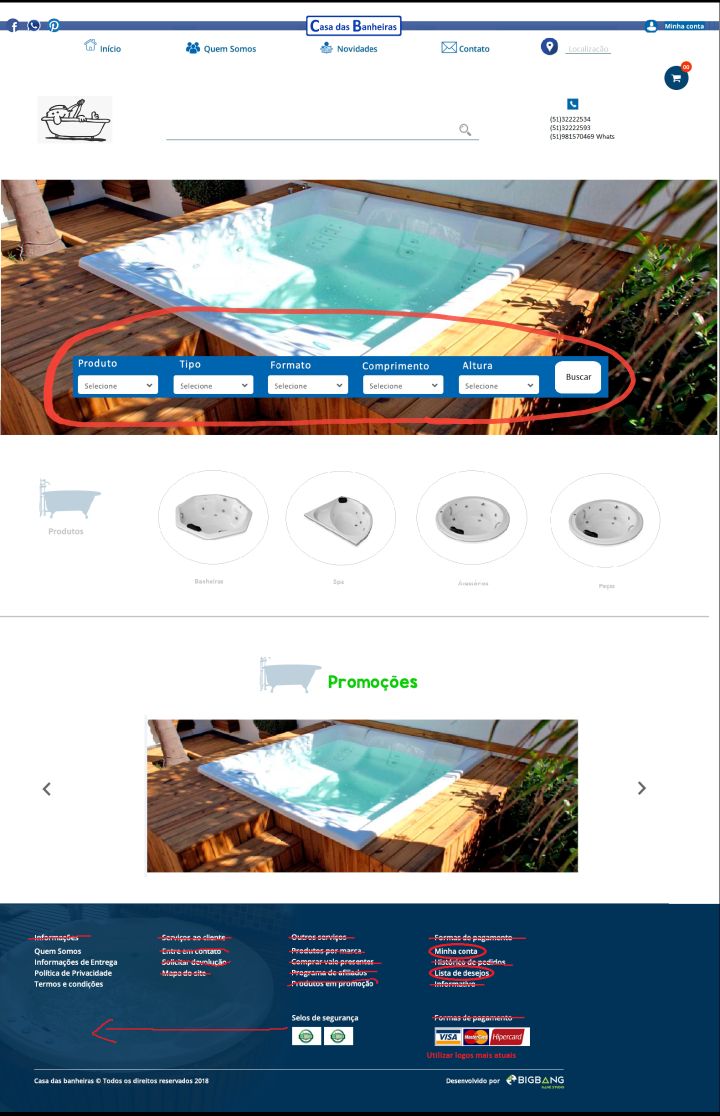 Casa das Banheiras
Minha conta
Início
Quem Somos
Novidades
Contato
Localização
00
(51)32222534
(51)32222593
(51)981570469 Whats
Produto
Tipo
Formato
Comprimento
Altura
Selecione
Selecione
Selecione
Selecione
Selecione
Buscar
Produtos
Banheiras
Spa
Acessórios
Peças
Promoções
Informações
Quem Somos
Informações de Entrega
Política de Privacidade
Termos e condições
Serviços ao cliente
Entre em contato
Solicitar devolução
Mapa do site
Outros serviços
Produtos por marca
Comprar vale presentes
Programa de afiliados
Produtos em promoção
Formas de pagamento
Minha conta
Histórico de pedidos
Lista de desejos
Informativo
Selos de segurança
Formas de pagamento
VISA
MasterCard
Hipercard
Utilizar logos mais atuais
Casa das banheiras © Todos os direitos reservados 2018
Desenvolvido por
BIGBANG